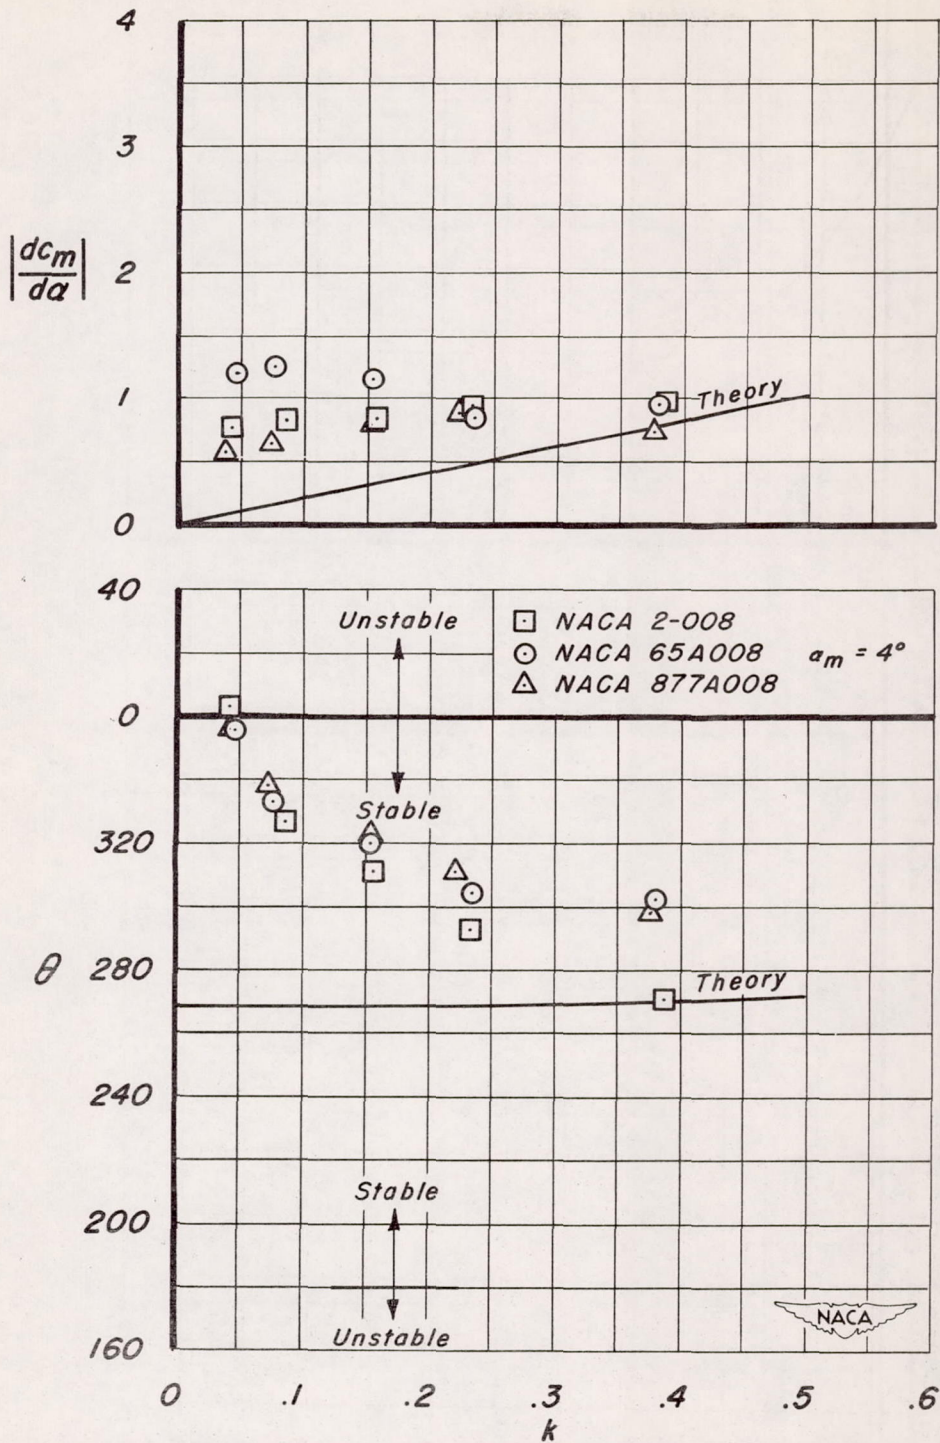 4
3
|dcm/dα| 2
1
Theory
0
40
Unstable
□ NACA 2-008
○ NACA 65A008 αm = 4°
△ NACA 877A008
0
Stable
320
θ 280
Theory
240
Stable
200
NACA
Unstable
160
0 .1 .2 .3 .4 .5 .6
k